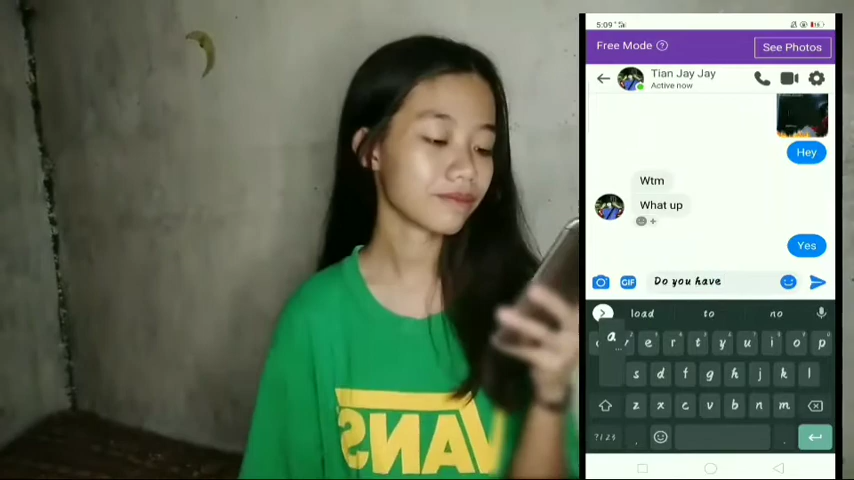 5:09
Free Mode
See Photos
Tian Jay Jay
Active now
Hey
Wtm
What up
Yes
GIF
Do you have
load to no
a
e r t y u i o p
s d f g h j k l
z x c v b n m
?123 , .
VANS